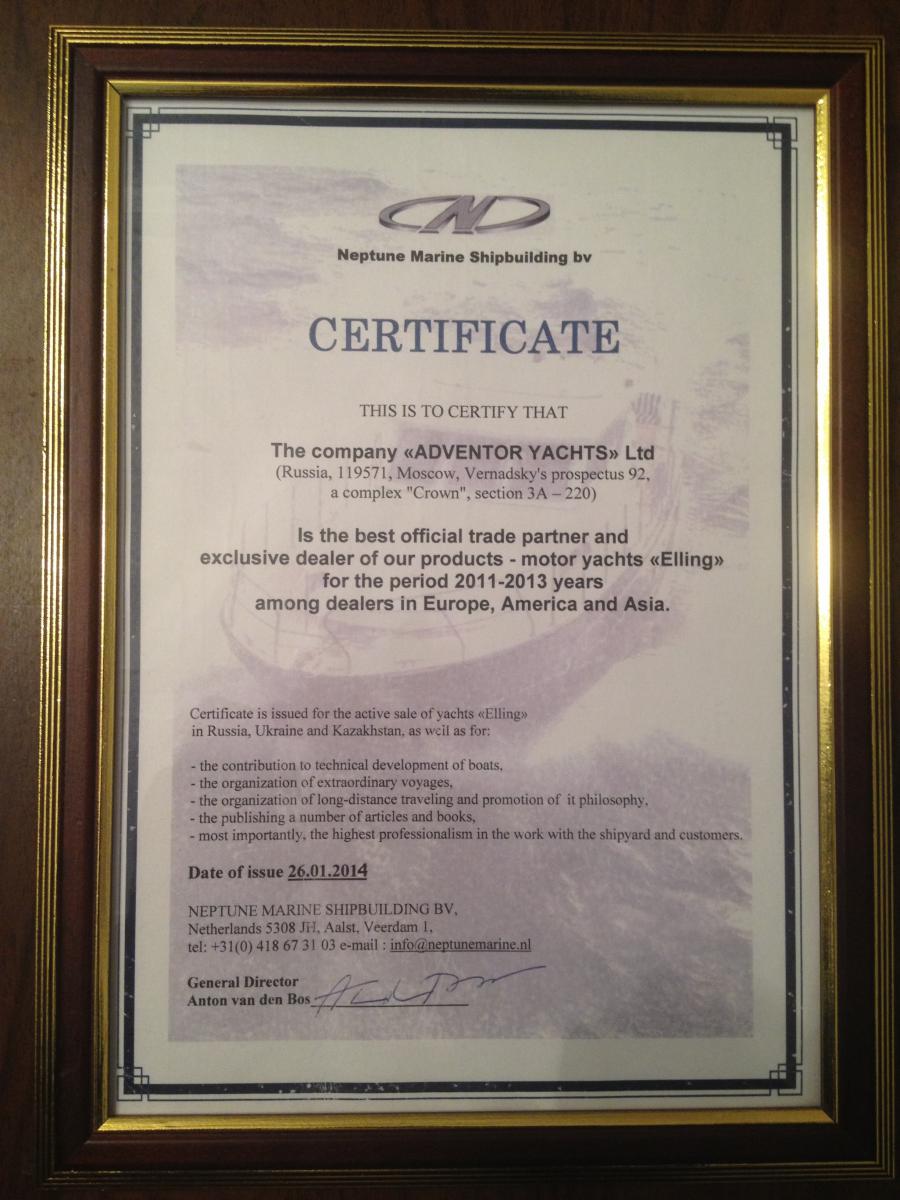 Neptune Marine Shipbuilding bv
CERTIFICATE
THIS IS TO CERTIFY THAT
The company «ADVENTOR YACHTS» Ltd
(Russia, 119571, Moscow, Vernadsky's prospectus 92,
a complex "Crown", section 3A – 220)
Is the best official trade partner and
exclusive dealer of our products - motor yachts «Elling»
for the period 2011-2013 years
among dealers in Europe, America and Asia.
Certificate is issued for the active sale of yachts «Elling»
in Russia, Ukraine and Kazakhstan, as well as for:
- the contribution to technical development of boats,
- the organization of extraordinary voyages,
- the organization of long-distance traveling and promotion of it philosophy,
- the publishing a number of articles and books,
- most importantly, the highest professionalism in the work with the shipyard and customers.
Date of issue 26.01.2014
NEPTUNE MARINE SHIPBUILDING BV,
Netherlands 5308 JH, Aalst, Veerdam 1,
tel: +31(0) 418 67 31 03 e-mail : info@neptunemarine.nl
General Director
Anton van den Bos